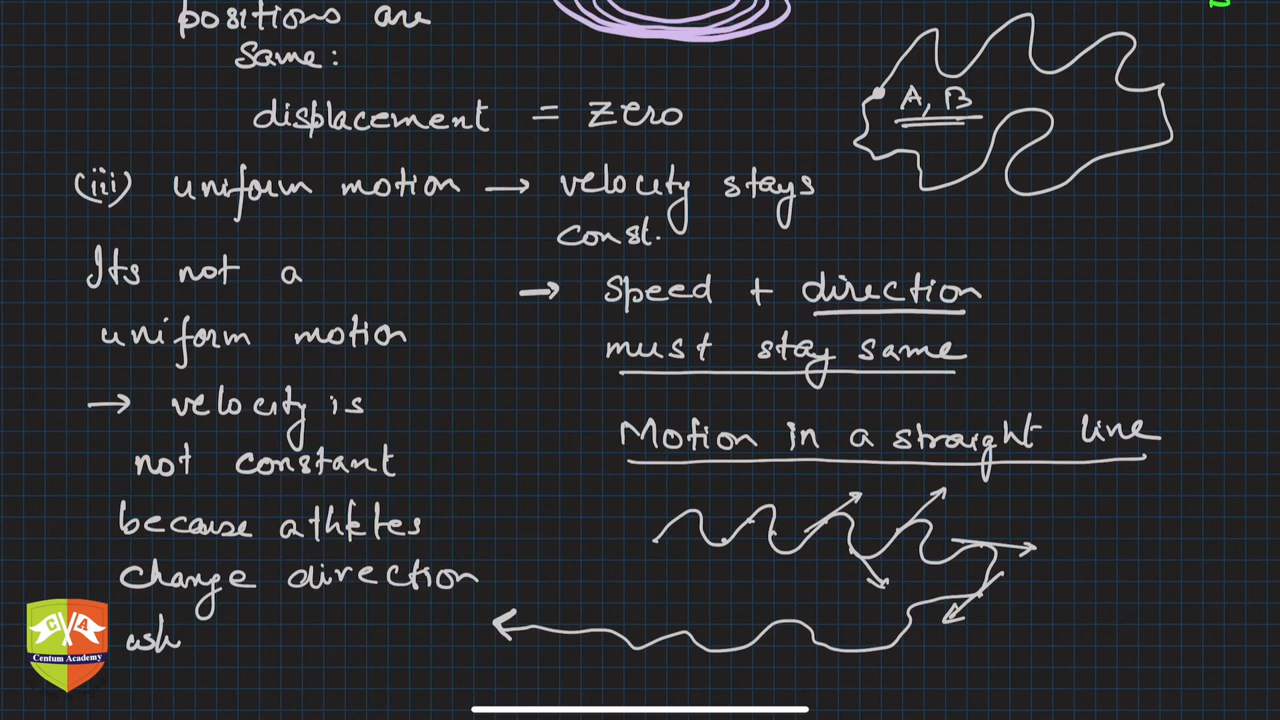 positions are
same:
displacement = zero
A, B
(iii) uniform motion → velocity stays
const.
Its not a
uniform motion
→ velocity is
not constant
because athletes
change direction
→ speed + direction
must stay same
Motion in a straight line
C A
Centum Academy